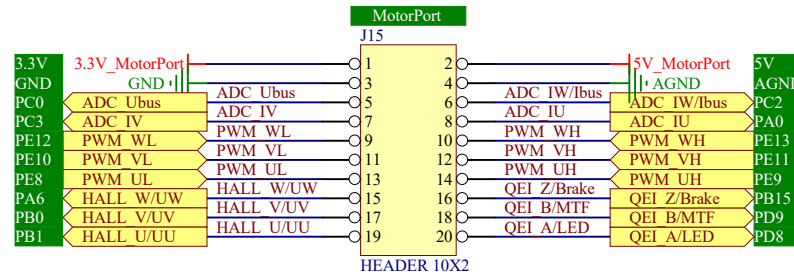 MotorPort
J15
3.3V 3.3V_MotorPort 1 2 5V_MotorPort 5V
GND GND 3 4 AGND AGND
PC0 ADC_Ubus ADC_Ubus 5 6 ADC_IW/Ibus ADC_IW/Ibus PC2
PC3 ADC_IV ADC_IV 7 8 ADC_IU ADC_IU PA0
PE12 PWM_WL PWM_WL 9 10 PWM_WH PWM_WH PE13
PE10 PWM_VL PWM_VL 11 12 PWM_VH PWM_VH PE11
PE8 PWM_UL PWM_UL 13 14 PWM_UH PWM_UH PE9
PA6 HALL_W/UW HALL_W/UW 15 16 QEI_Z/Brake QEI_Z/Brake PB15
PB0 HALL_V/UV HALL_V/UV 17 18 QEI_B/MTF QEI_B/MTF PD9
PB1 HALL_U/UU HALL_U/UU 19 20 QEI_A/LED QEI_A/LED PD8
HEADER 10X2